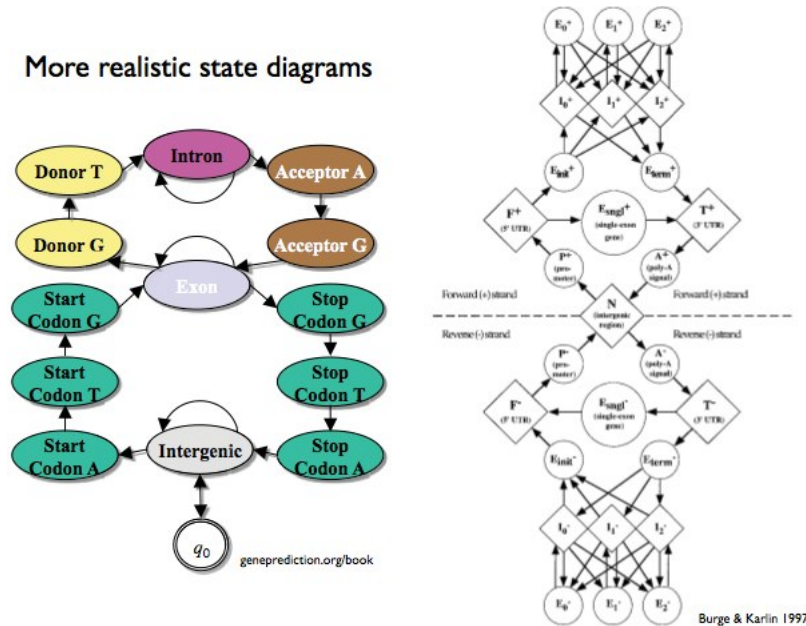 More realistic state diagrams
Donor T
Intron
Acceptor A
Donor G
Exon
Acceptor G
Start
Codon G
Stop
Codon G
Start
Codon T
Stop
Codon T
Start
Codon A
Intergenic
Stop
Codon A
q0
geneprediction.org/book
E0+
E1+
E2+
I0+
I1+
I2+
Einit+
Eterm+
F+
(5' UTR)
Esngl+
(single-exon
gene)
T+
(3' UTR)
P+
(pro-
moter)
A+
(poly-A
signal)
Forward (+) strand
N
(intergenic
region)
Forward (+) strand
Reverse (-) strand
Reverse (-) strand
P-
(pro-
moter)
A-
(poly-A
signal)
F-
(5' UTR)
Esngl-
(single-exon
gene)
T-
(3' UTR)
Einit-
Eterm-
I0-
I1-
I2-
E0-
E1-
E2-
Burge & Karlin 1997